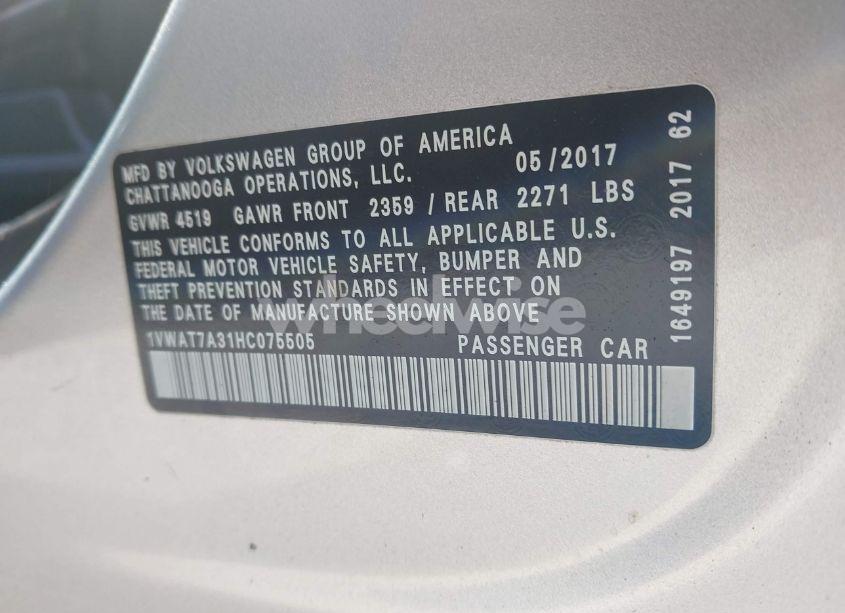 MFD BY VOLKSWAGEN GROUP OF AMERICA
CHATTANOOGA OPERATIONS, LLC. 05/2017
GVWR 4519 GAWR FRONT 2359 / REAR 2271 LBS
THIS VEHICLE CONFORMS TO ALL APPLICABLE U.S.
FEDERAL MOTOR VEHICLE SAFETY, BUMPER AND
THEFT PREVENTION STANDARDS IN EFFECT ON
THE DATE OF MANUFACTURE SHOWN ABOVE
1VWAT7A31HC075505 PASSENGER CAR
1649197 2017 62
wheelwise